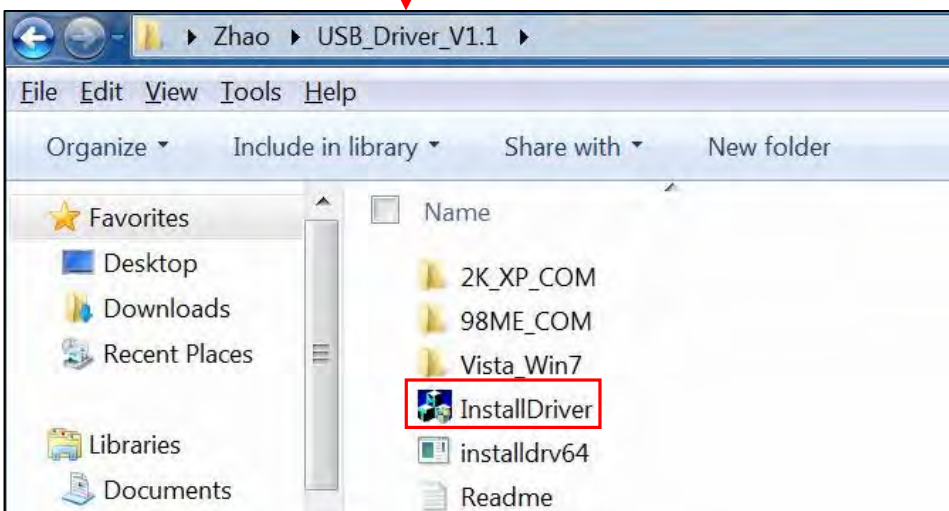 Zhao USB_Driver_V1.1
File Edit View Tools Help
Organize Include in library Share with New folder
Favorites
Desktop
Downloads
Recent Places
Libraries
Documents
Name
2K_XP_COM
98ME_COM
Vista_Win7
InstallDriver
installdrv64
Readme